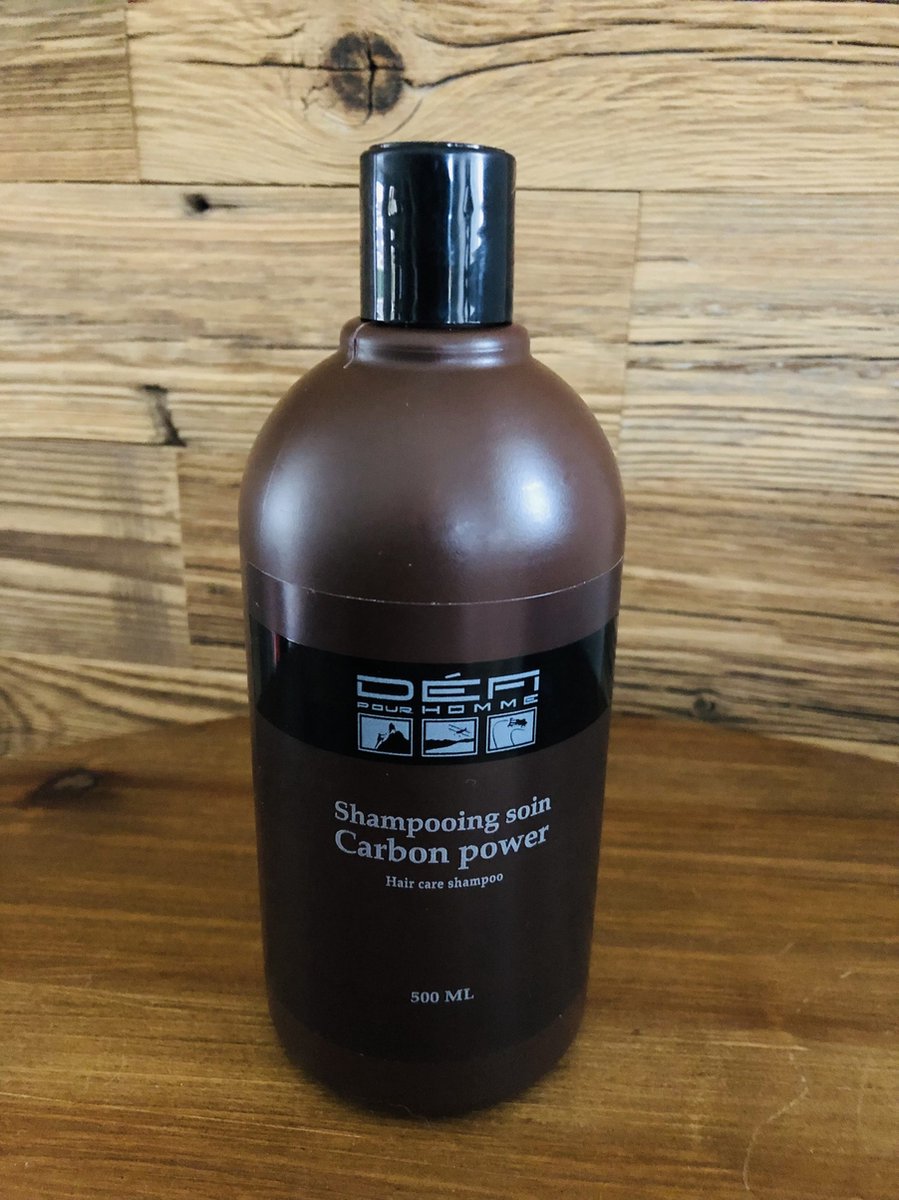 DÉFI
POUR HOMME
Shampooing soin
Carbon power
Hair care shampoo
500 ML